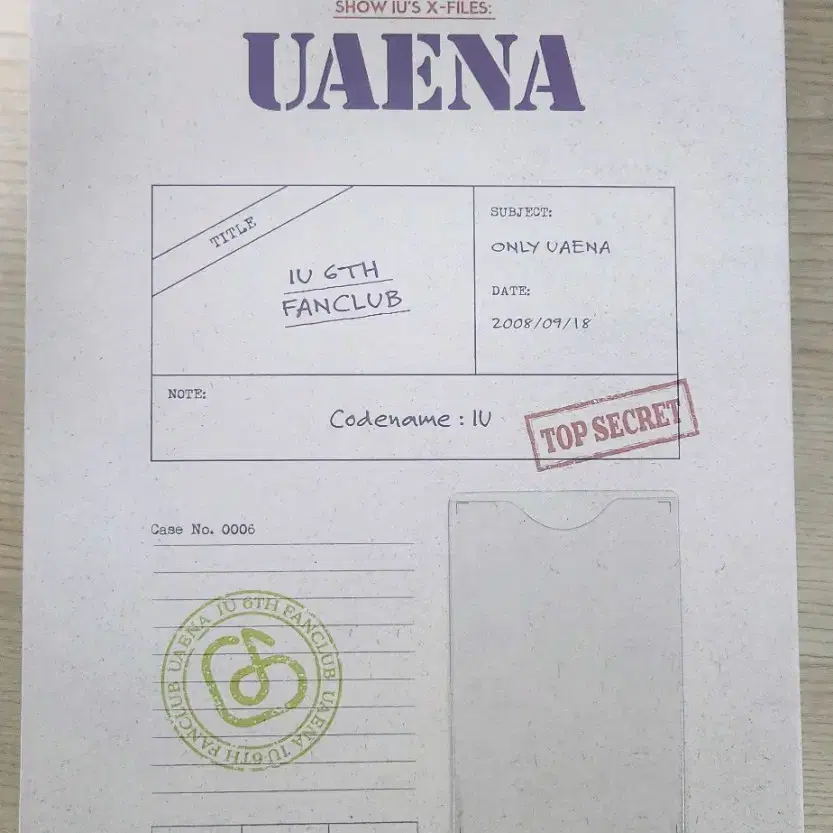 SHOW IU'S X-FILES:
UAENA
TITLE
IU 6TH
FANCLUB
SUBJECT:
ONLY UAENA
DATE:
2008/09/18
NOTE:
Codename : IU
TOP SECRET
Case No. 0006
UAENA IU 6TH FANCLUB UAENA IU 6TH FANCLUB